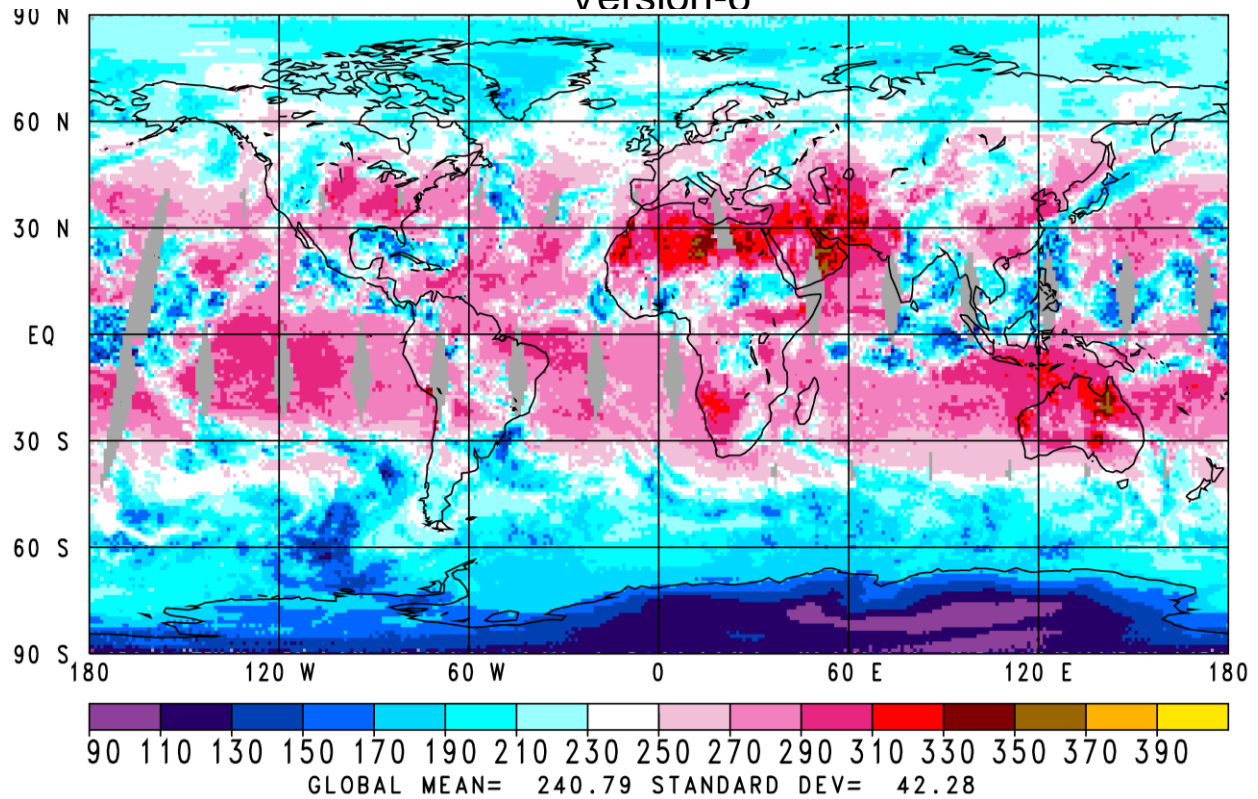 Version-6
90 N
60 N
30 N
EQ
30 S
60 S
90 S
180 120 W 60 W 0 60 E 120 E 180
90 110 130 150 170 190 210 230 250 270 290 310 330 350 370 390
GLOBAL MEAN= 240.79 STANDARD DEV= 42.28